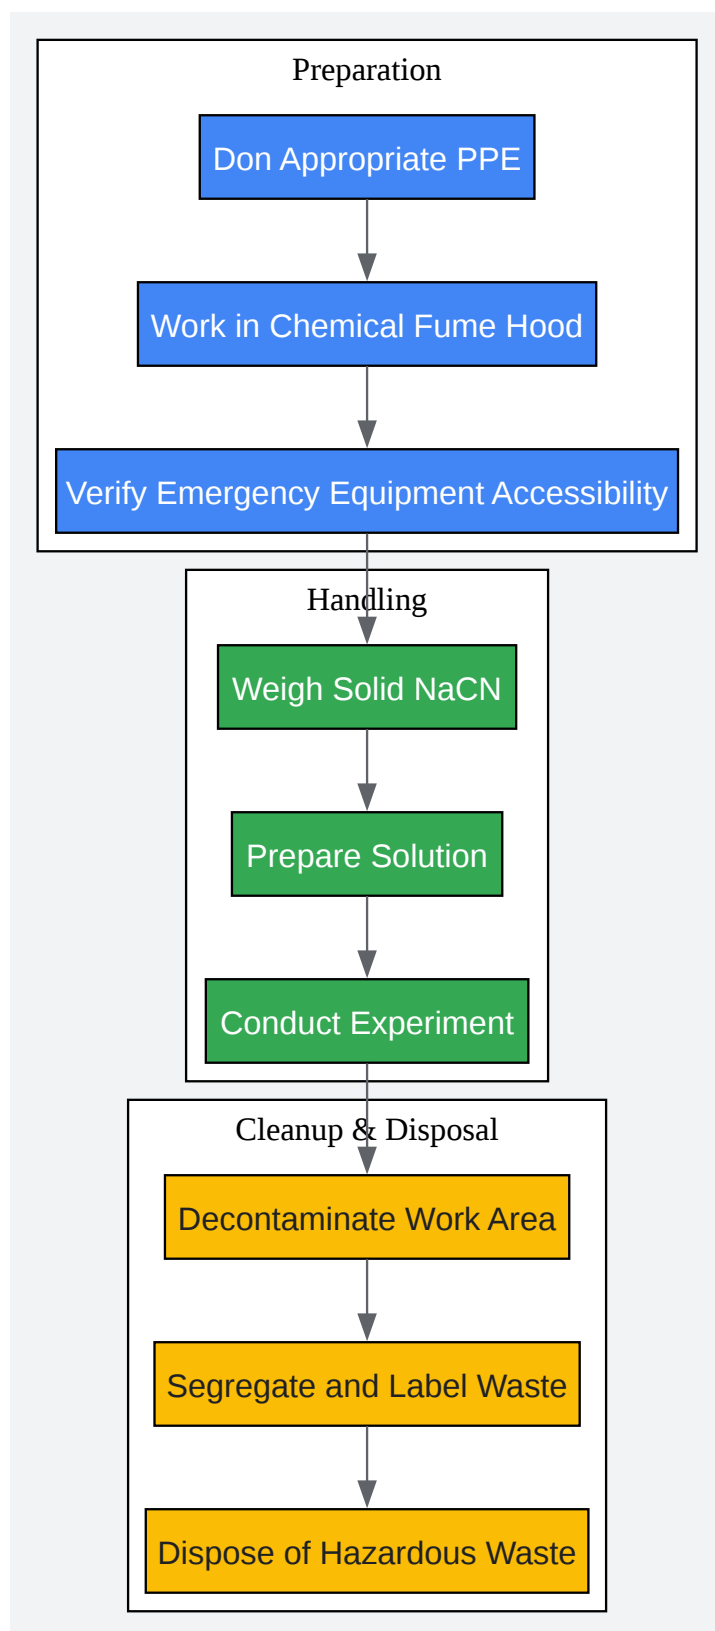 Preparation
Don Appropriate PPE
Work in Chemical Fume Hood
Verify Emergency Equipment Accessibility
Handling
Weigh Solid NaCN
Prepare Solution
Conduct Experiment
Cleanup & Disposal
Decontaminate Work Area
Segregate and Label Waste
Dispose of Hazardous Waste